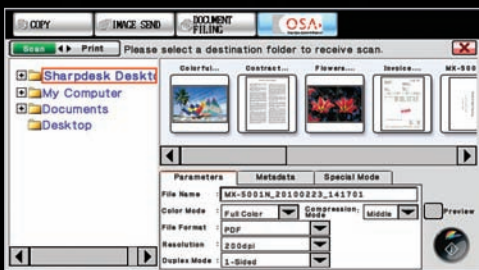 COPY IMAGE SEND DOCUMENT FILING OSA
Scan Print Please select a destination folder to receive scan. X
Sharpdesk Deskt
My Computer
Documents
Desktop
Colorful... Contract... Flowers... Invoice... MX-500
Parameters Metadata Special Mode
File Name : MX-5001N_20100223_141701
Color Mode : Full Color Compression Mode : Middle Preview
File Format : PDF
Resolution : 200dpi
Duplex Mode : 1-Sided